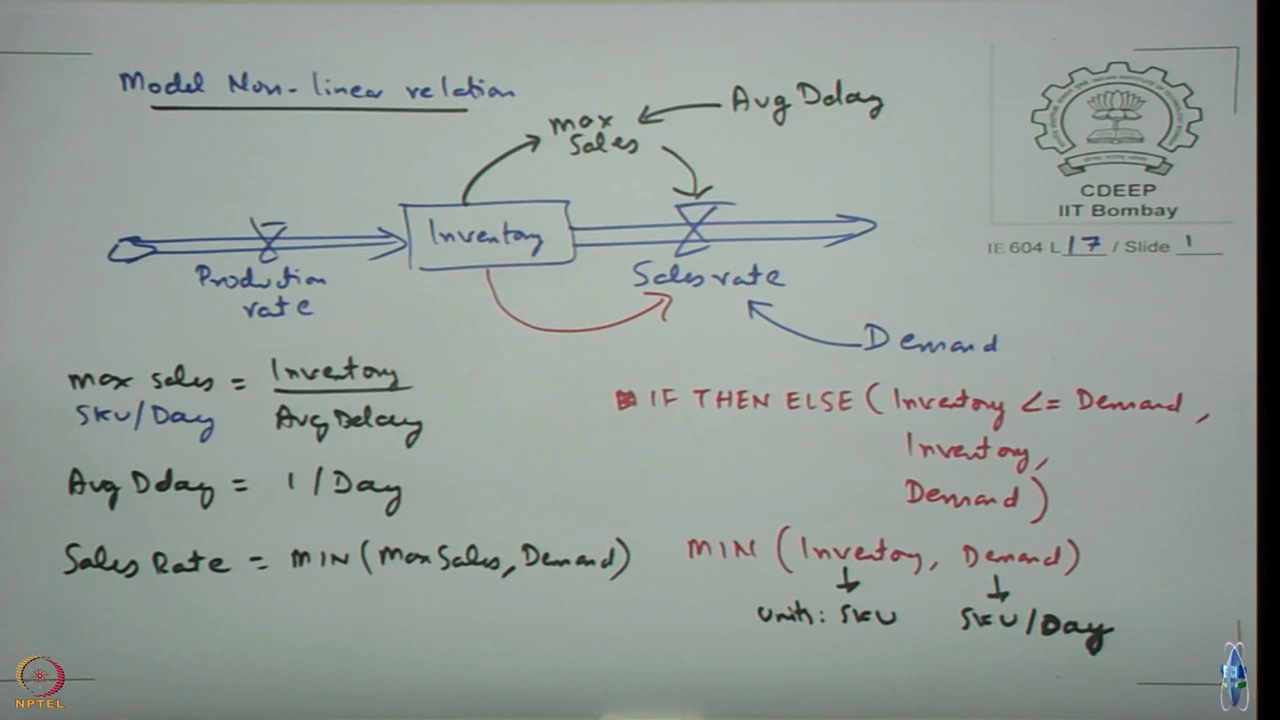 Model Non-linear relation
max
Sales
Avg Delay
Inventory
Production
rate
Sales rate
Demand
max sales = Inventory
Avg Delay
SKU/Day
Avg Delay = 1 / Day
Sales Rate = MIN (Max Sales, Demand)
IF THEN ELSE ( Inventory <= Demand,
Inventory,
Demand)
MIN (Inventory, Demand)
Units: SKU
SKU/Day
CDEEP
IIT Bombay
IE 604 L 17 / Slide 1
NPTEL